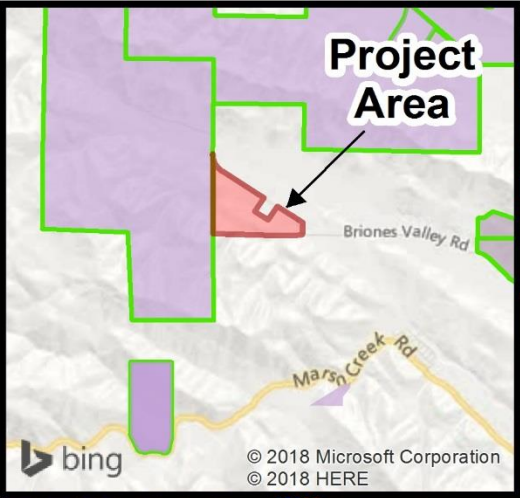 Project
Area
Briones Valley Rd
Marsh Creek Rd
bing
© 2018 Microsoft Corporation
© 2018 HERE